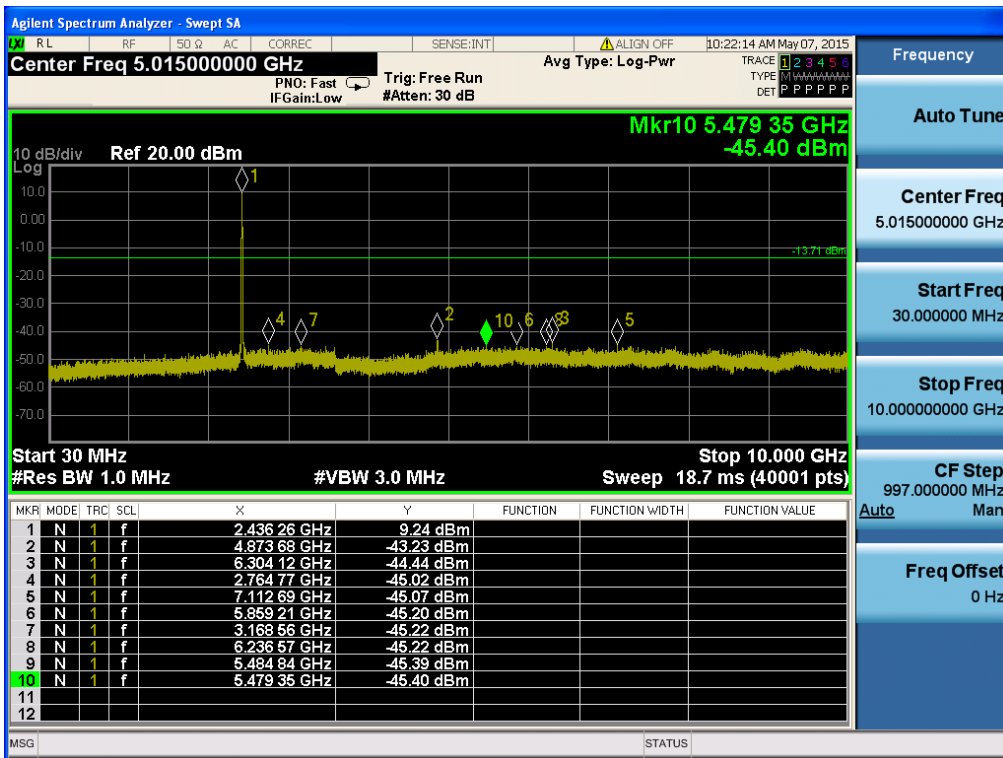 Agilent Spectrum Analyzer - Swept SA
LXI RL RF 50 Ω AC CORREC SENSE:INT ALIGN OFF 10:22:14 AM May 07, 2015
Center Freq 5.015000000 GHz
PNO: Fast
IFGain:Low
Trig: Free Run
#Atten: 30 dB
Avg Type: Log-Pwr
TRACE 1 2 3 4 5 6
TYPE M
DET P P P P P P
Mkr10 5.479 35 GHz
-45.40 dBm
10 dB/div Ref 20.00 dBm
Log
10.0
0.00
-10.0
-20.0
-30.0
-40.0
-50.0
-60.0
-70.0
-13.71 dBm
1
4
7
2
10
6
8
3
5
Start 30 MHz Stop 10.000 GHz
#Res BW 1.0 MHz #VBW 3.0 MHz Sweep 18.7 ms (40001 pts)
MKR MODE TRC SCL X Y FUNCTION FUNCTION WIDTH FUNCTION VALUE
1 N 1 f 2.436 26 GHz 9.24 dBm
2 N 1 f 4.873 68 GHz -43.23 dBm
3 N 1 f 6.304 12 GHz -44.44 dBm
4 N 1 f 2.764 77 GHz -45.02 dBm
5 N 1 f 7.112 69 GHz -45.07 dBm
6 N 1 f 5.859 21 GHz -45.20 dBm
7 N 1 f 3.168 56 GHz -45.22 dBm
8 N 1 f 6.236 57 GHz -45.22 dBm
9 N 1 f 5.484 84 GHz -45.39 dBm
10 N 1 f 5.479 35 GHz -45.40 dBm
11
12
MSG STATUS
Frequency
Auto Tune
Center Freq
5.015000000 GHz
Start Freq
30.000000 MHz
Stop Freq
10.000000000 GHz
CF Step
997.000000 MHz
Auto Man
Freq Offset
0 Hz